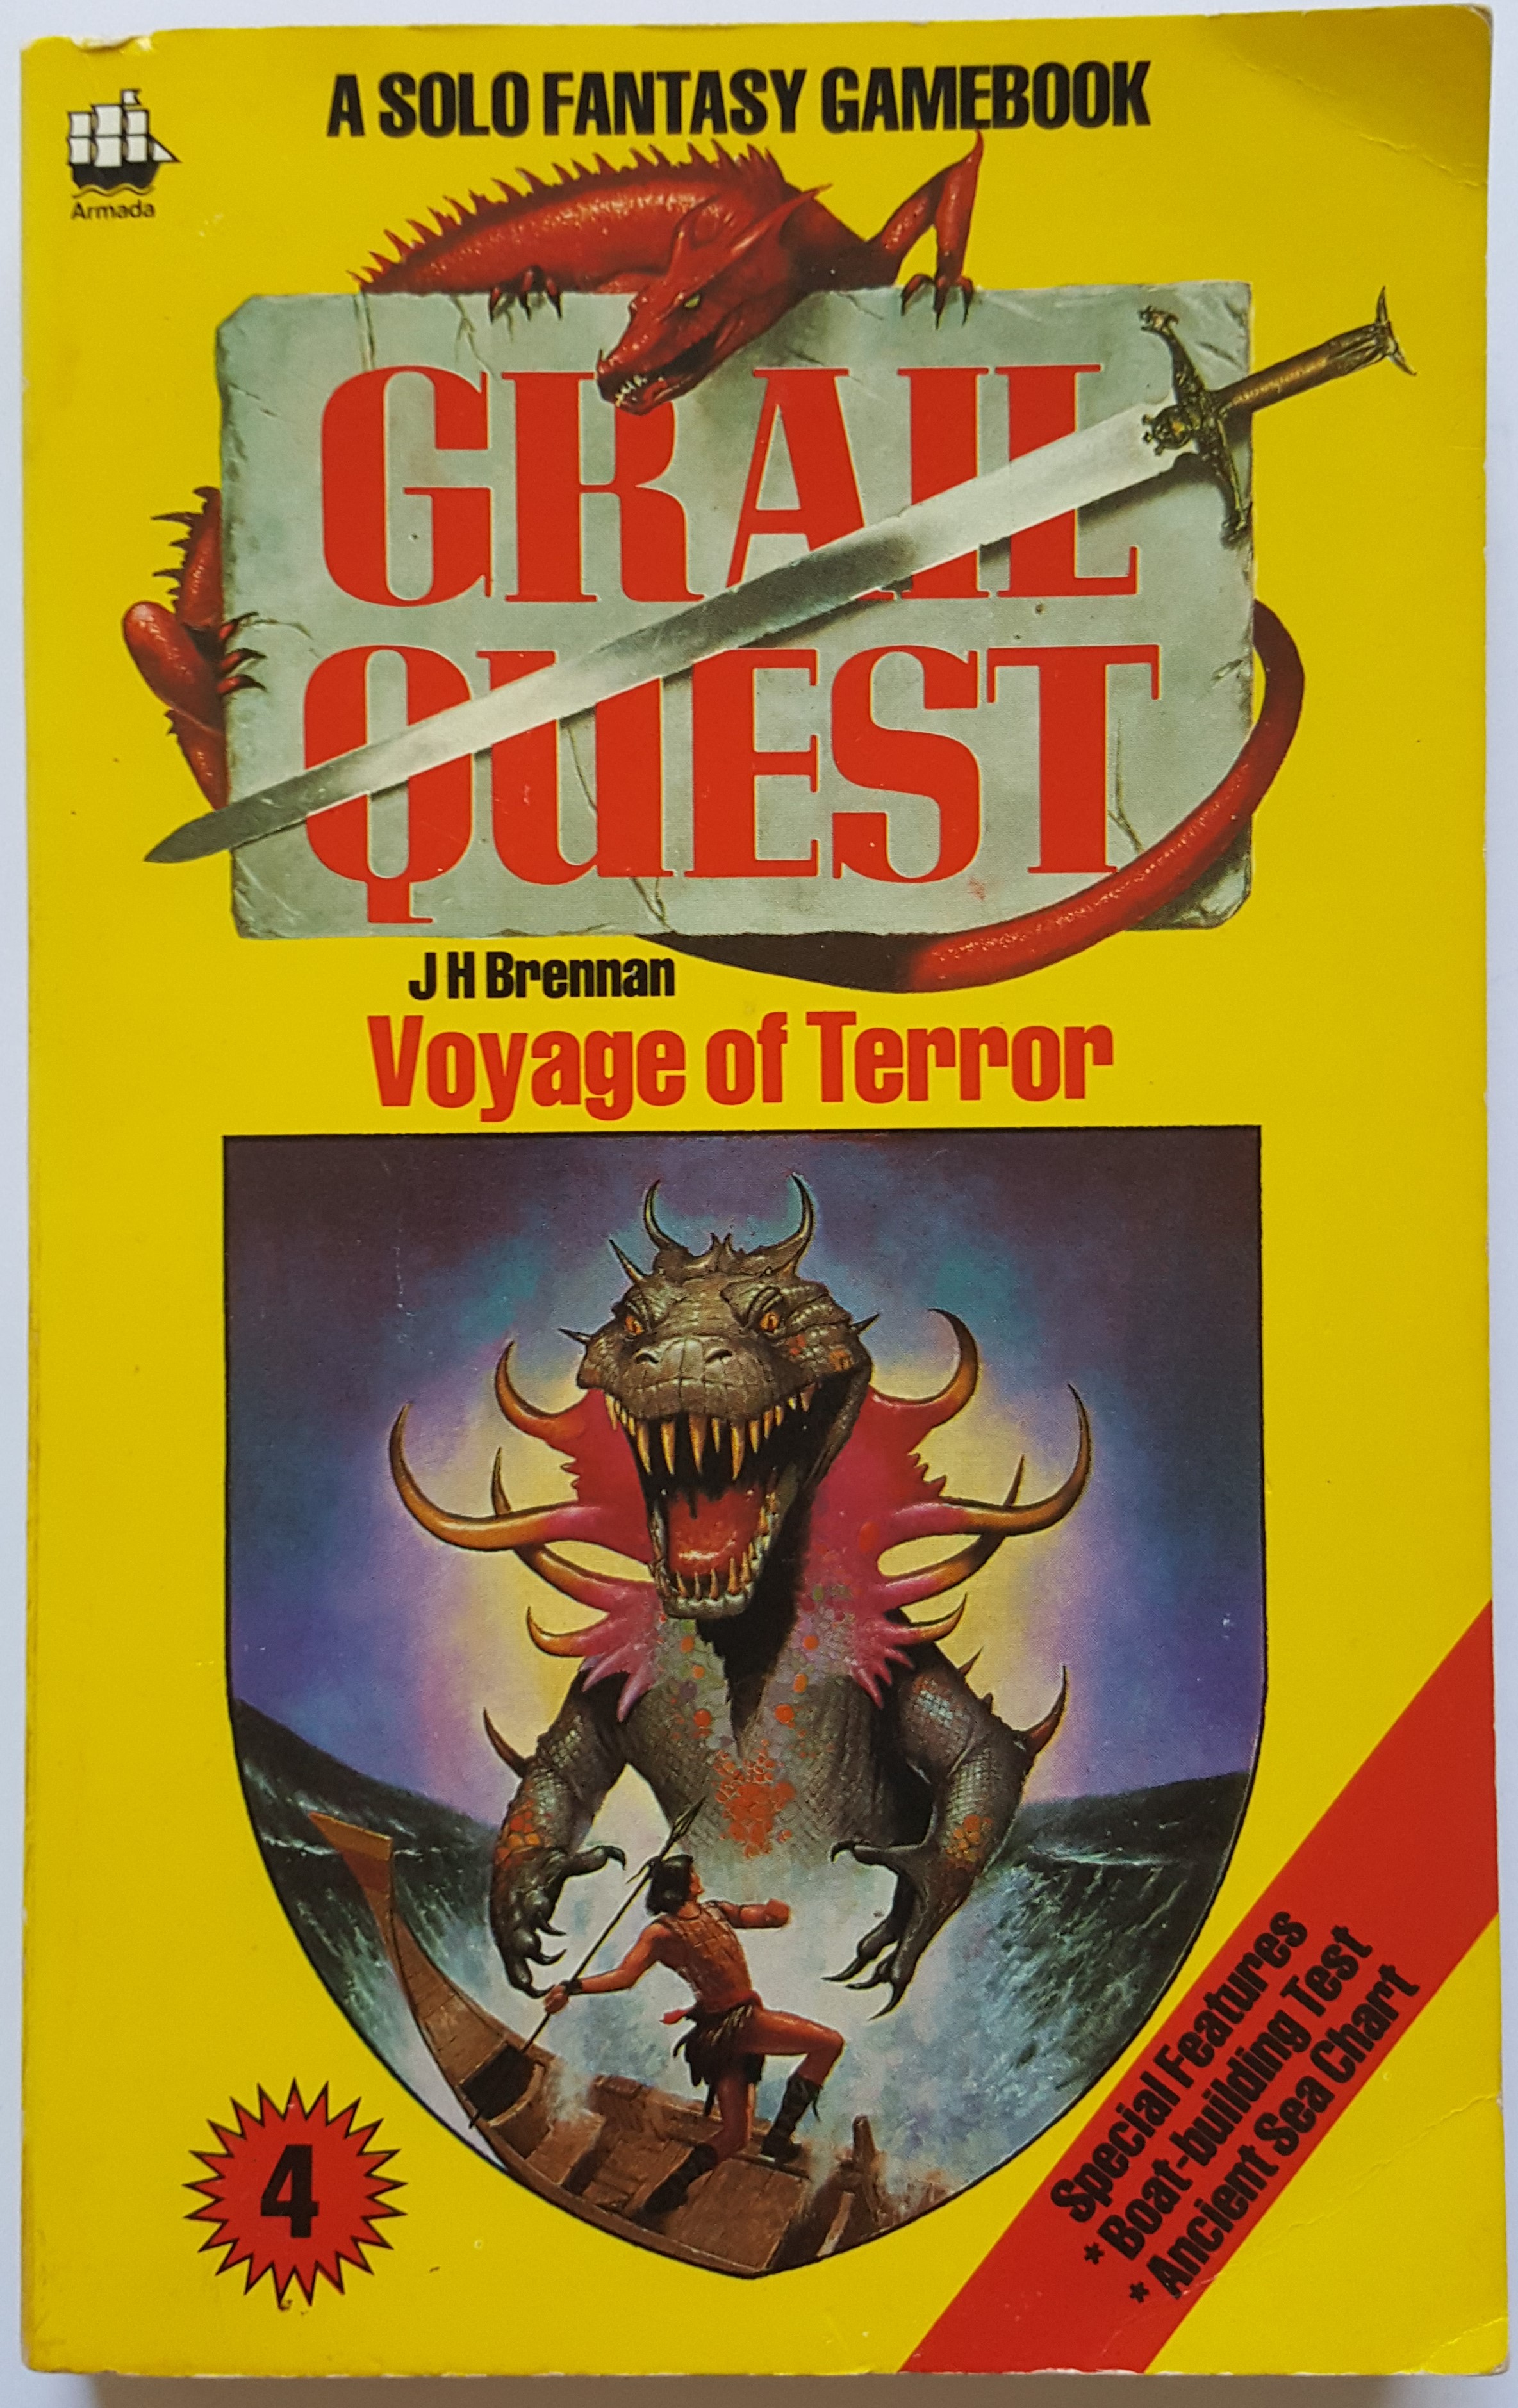 A SOLO FANTASY GAMEBOOK
Armada
GRAIL
QUEST
J H Brennan
Voyage of Terror
4
Special Features
* Boat-building Test
* Ancient Sea Chart